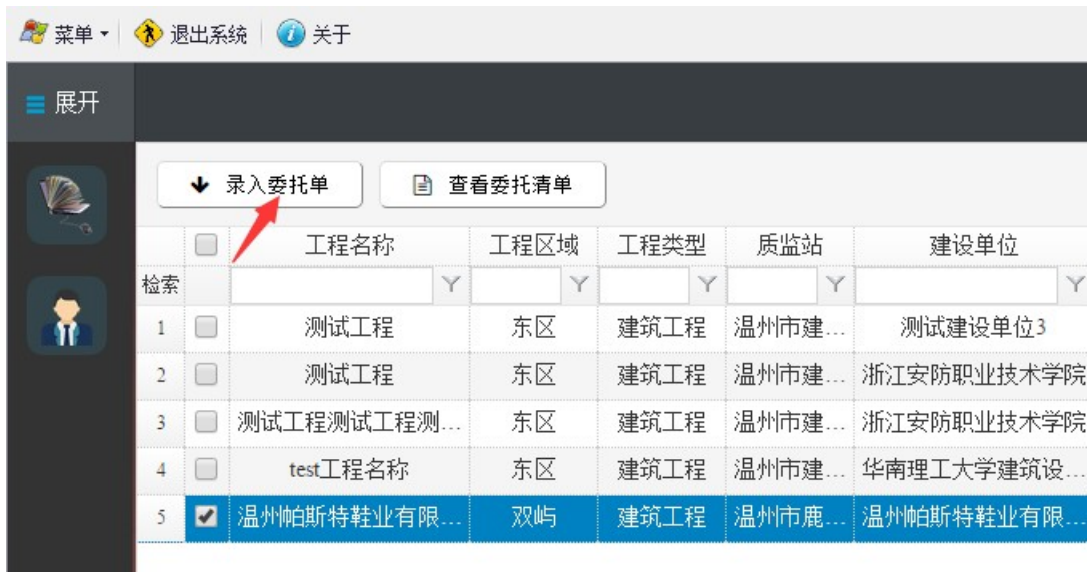 菜单 退出系统 关于
展开
录入委托单 查看委托清单
工程名称 工程区域 工程类型 质监站 建设单位
检索
1 测试工程 东区 建筑工程 温州市建... 测试建设单位3
2 测试工程 东区 建筑工程 温州市建... 浙江安防职业技术学院
3 测试工程测试工程测... 东区 建筑工程 温州市建... 浙江安防职业技术学院
4 test工程名称 东区 建筑工程 温州市建... 华南理工大学建筑设...
5 温州帕斯特鞋业有限... 双屿 建筑工程 温州市鹿... 温州帕斯特鞋业有限...